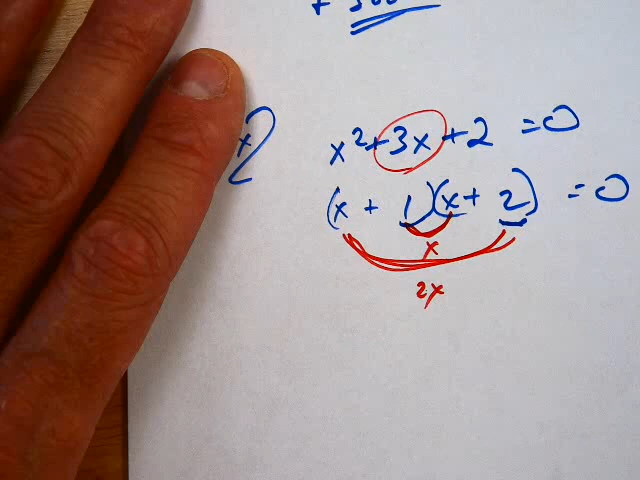 x² + 3x + 2 = 0
(x + 1)(x + 2) = 0
x
2x